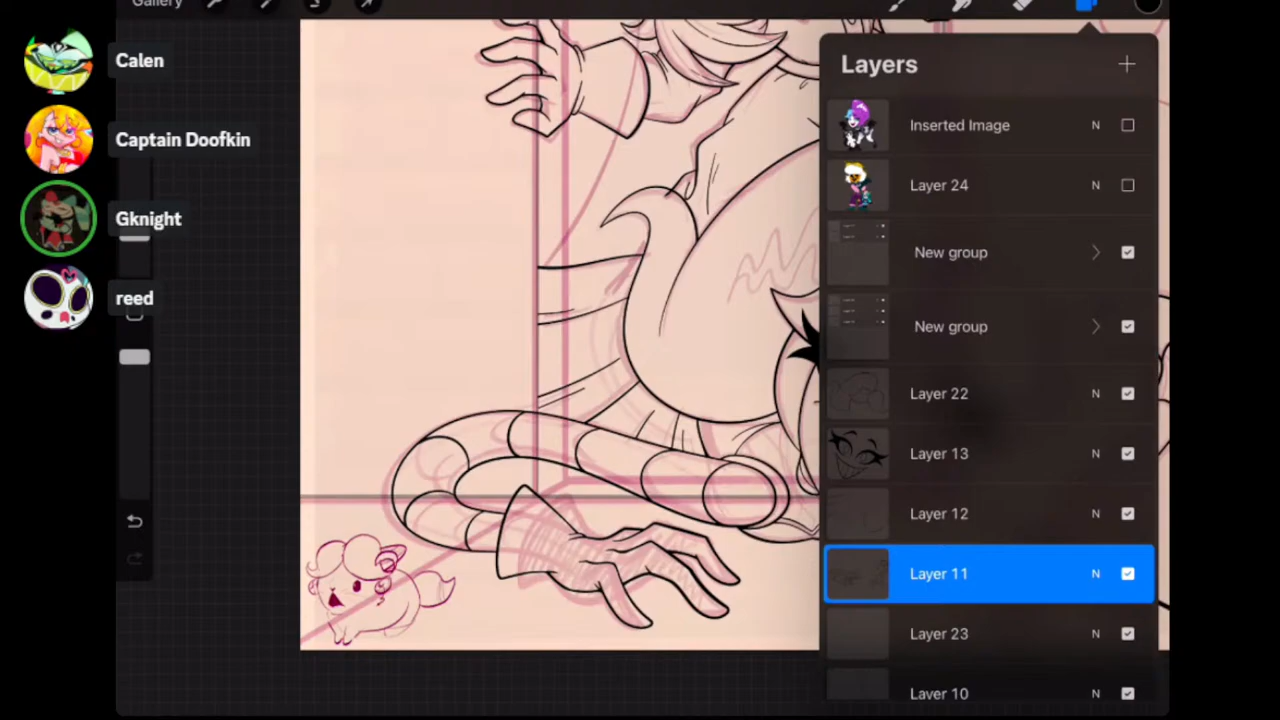 Gallery
Calen
Captain Doofkin
Gknight
reed
Layers
Inserted Image N
Layer 24 N
New group
New group
Layer 22 N
Layer 13 N
Layer 12 N
Layer 11 N
Layer 23 N
Layer 10 N